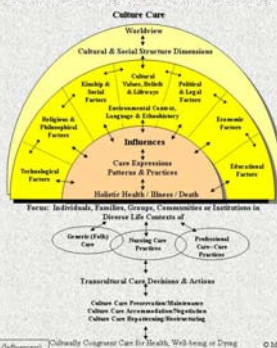 Culture Care
Worldview
Cultural & Social Structure Dimensions
Kinship &
Social
Factors
Cultural
Values, Beliefs
& Lifeways
Political
& Legal
Factors
Environmental Context,
Language & Ethnohistory
Religious &
Philosophical
Factors
Economic
Factors
Technological
Factors
Educational
Factors
Influences
Care Expressions
Patterns & Practices
Holistic Health / Illness / Death
Focus: Individuals, Families, Groups, Communities or Institutions in
Diverse Life Contexts of
Generic (Folk)
Care
Nursing Care
Practices
Professional
Care-Cure
Practices
Transcultural Care Decisions & Actions
Culture Care Preservation/Maintenance
Culture Care Accommodation/Negotiation
Culture Care Repatterning/Restructuring
(Influencers)
Culturally Congruent Care for Health, Well-being or Dying
©